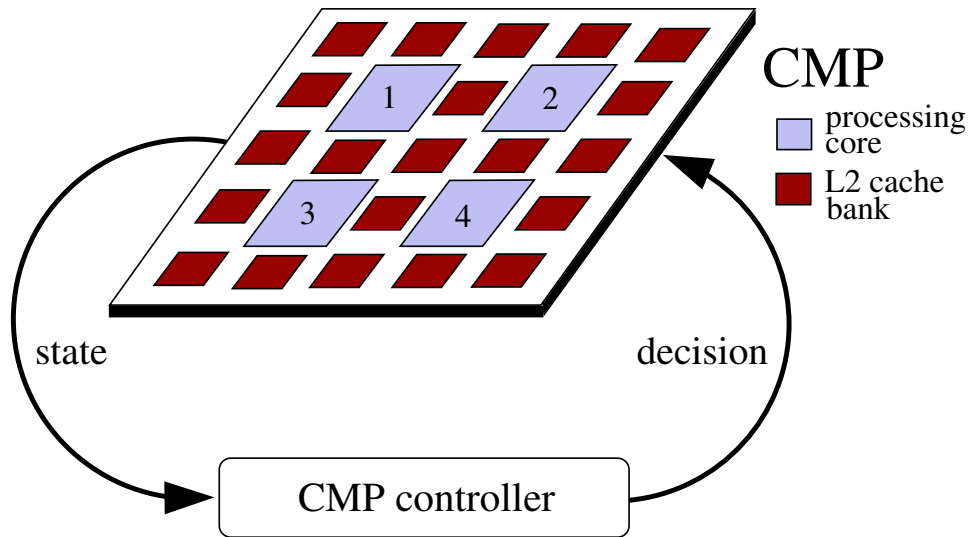 CMP
1
2
processing
core
L2 cache
bank
3
4
state
decision
CMP controller